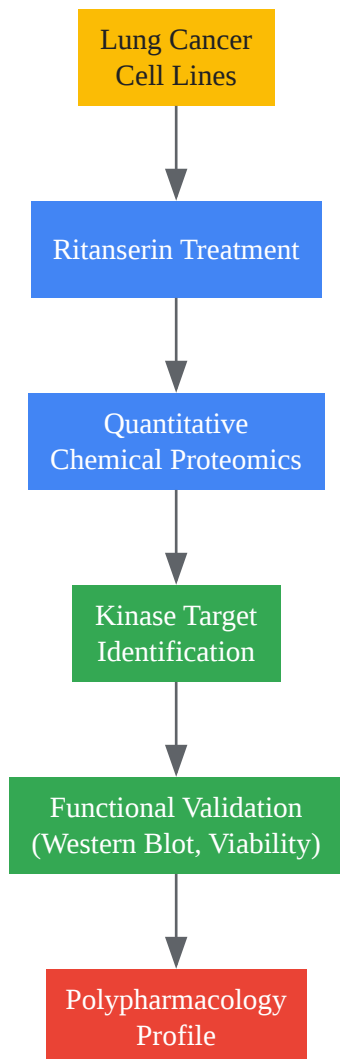 Lung Cancer
Cell Lines
Ritanserin Treatment
Quantitative
Chemical Proteomics
Kinase Target
Identification
Functional Validation
(Western Blot, Viability)
Polypharmacology
Profile